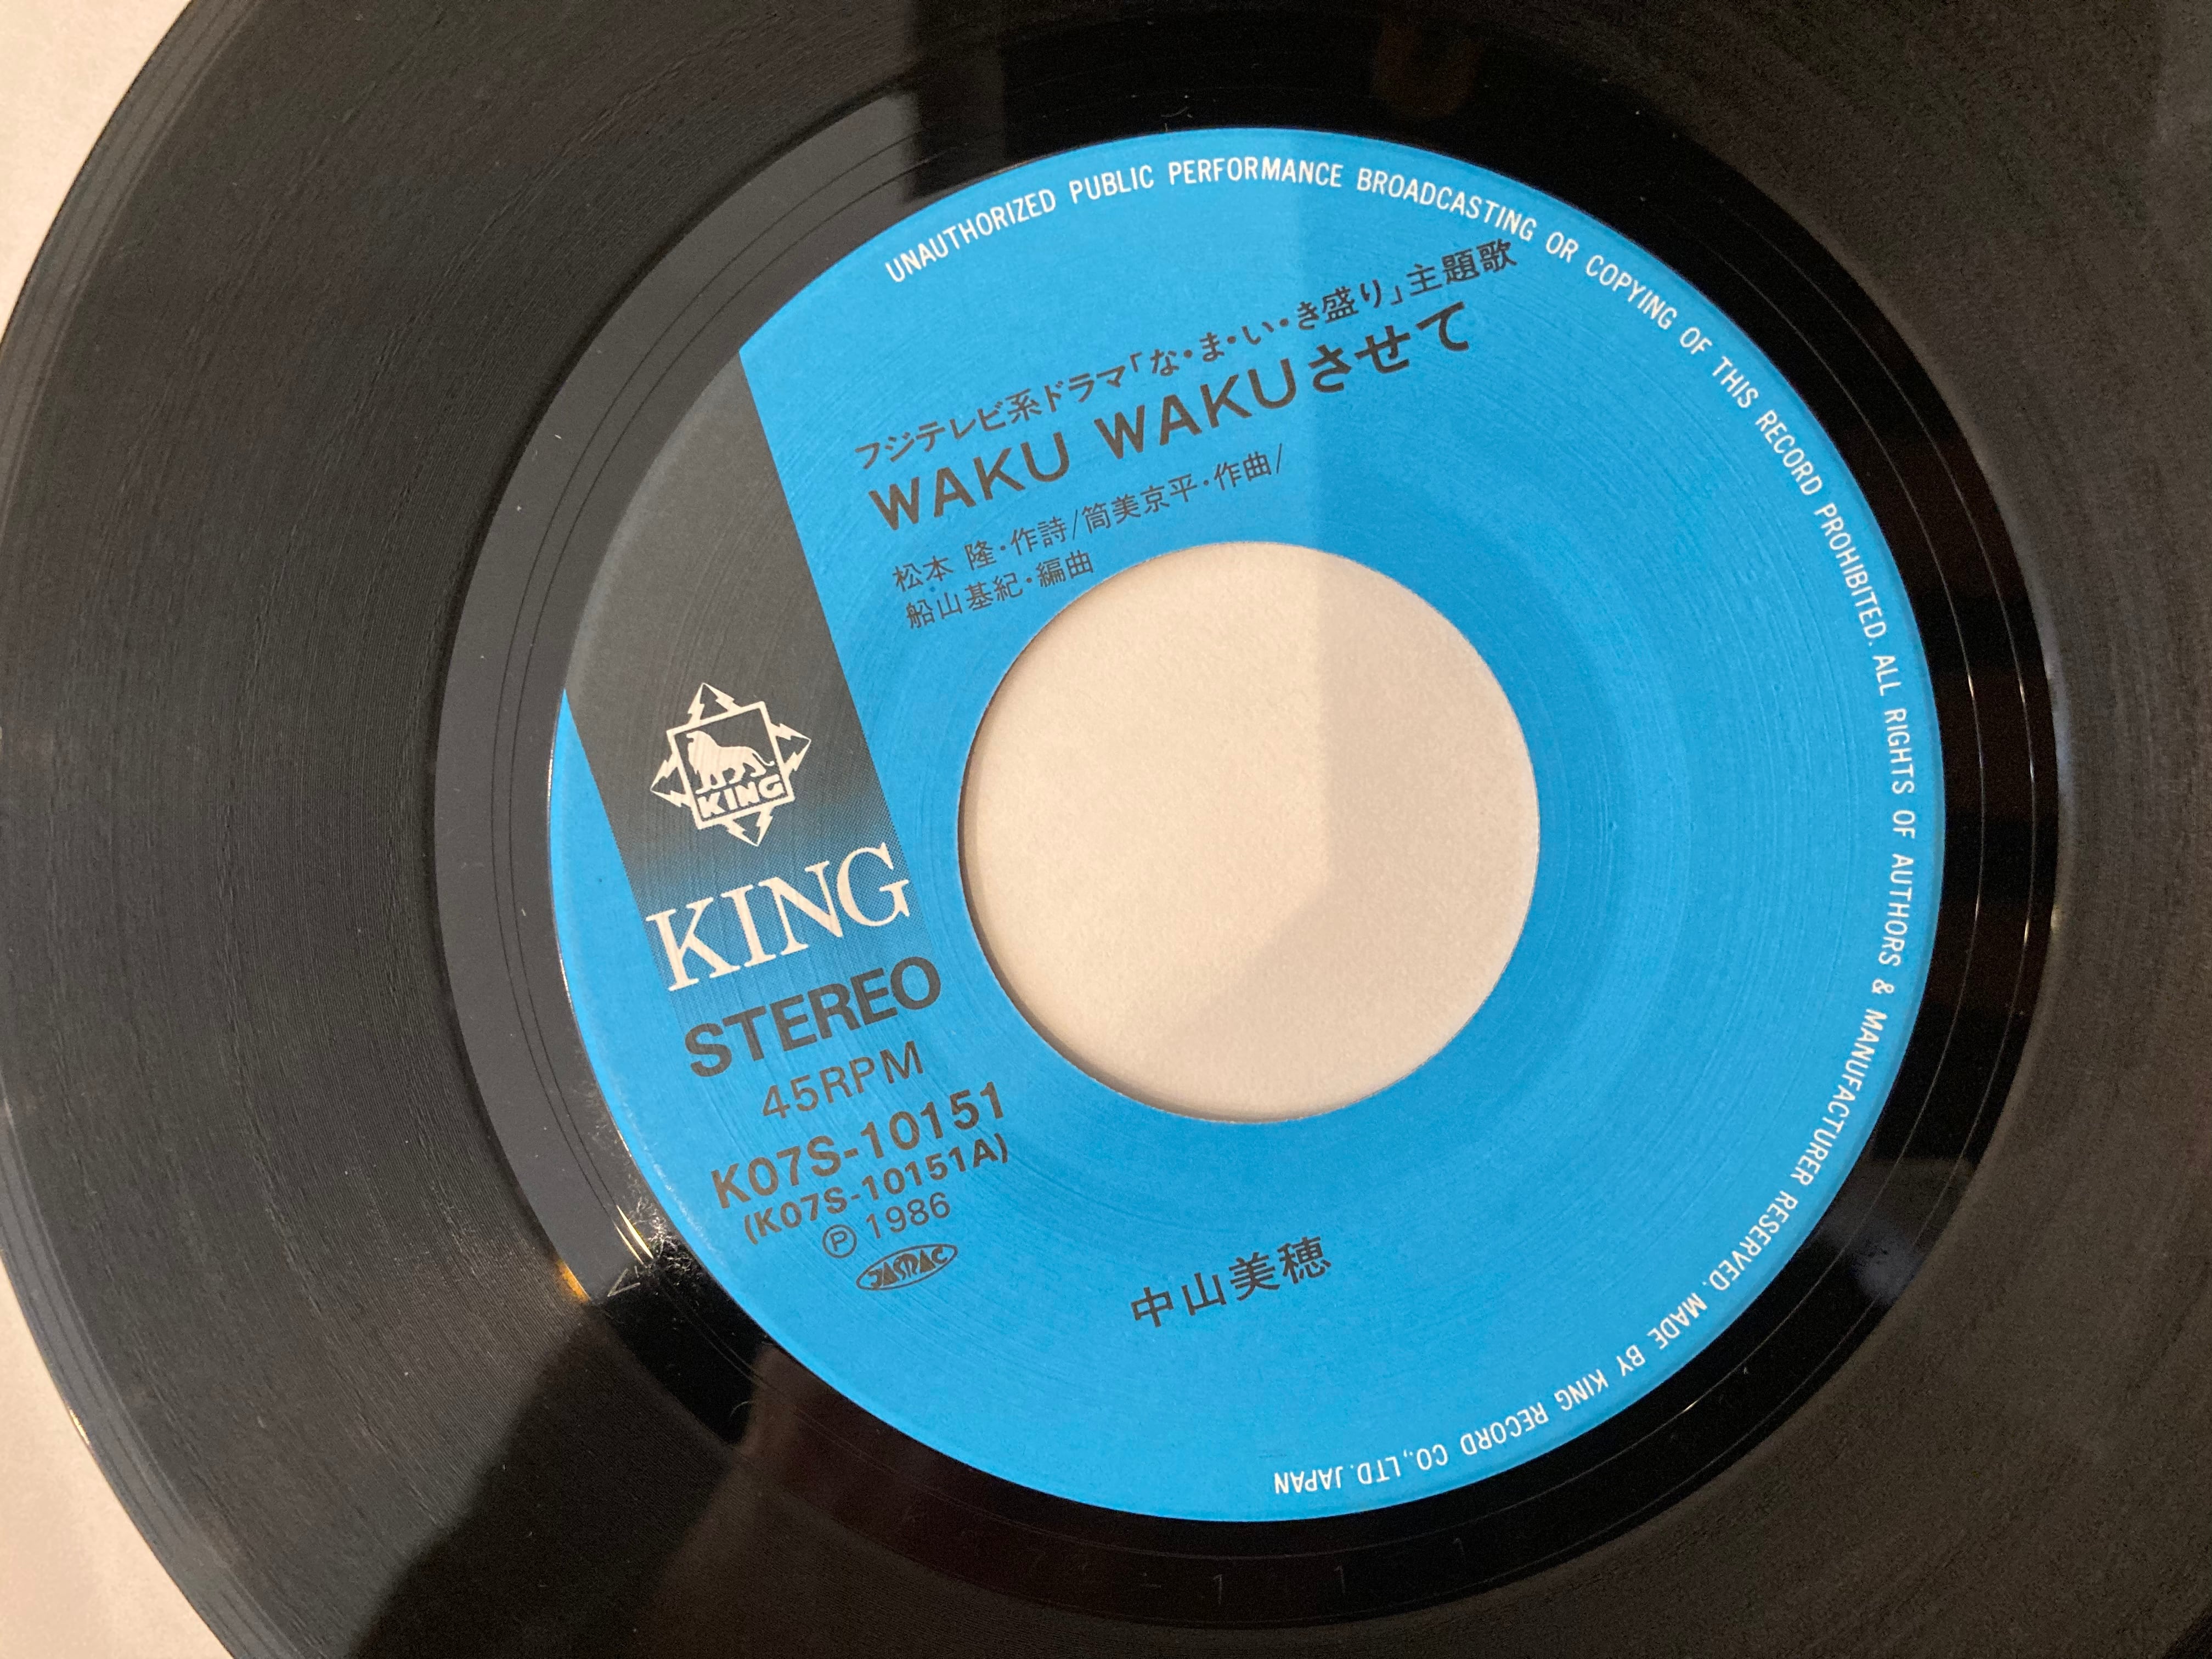 UNAUTHORIZED PUBLIC PERFORMANCE BROADCASTING OR COPYING OF THIS RECORD PROHIBITED. ALL RIGHTS OF AUTHORS & MANUFACTURER RESERVED. MADE BY KING RECORD CO.,LTD. JAPAN
フジテレビ系ドラマ「な・ま・い・き盛り」主題歌
WAKU WAKUさせて
松本 隆・作詩/筒美京平・作曲/
船山基紀・編曲
KING
KING
STEREO
45RPM
K07S-10151
(K07S-10151A)
Ⓟ 1986
JASRAC
中山美穂